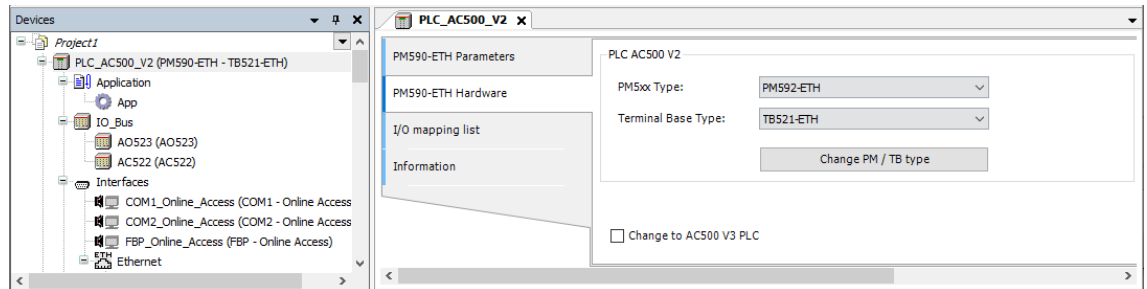 Devices
Project1
PLC_AC500_V2 (PM590-ETH - TB521-ETH)
Application
App
IO_Bus
AO523 (AO523)
AC522 (AC522)
Interfaces
COM1_Online_Access (COM1 - Online Access
COM2_Online_Access (COM2 - Online Access
FBP_Online_Access (FBP - Online Access)
ETH Ethernet
PLC_AC500_V2 X
PM590-ETH Parameters
PM590-ETH Hardware
I/O mapping list
Information
PLC AC500 V2
PM5xx Type: PM592-ETH
Terminal Base Type: TB521-ETH
Change PM / TB type
Change to AC500 V3 PLC